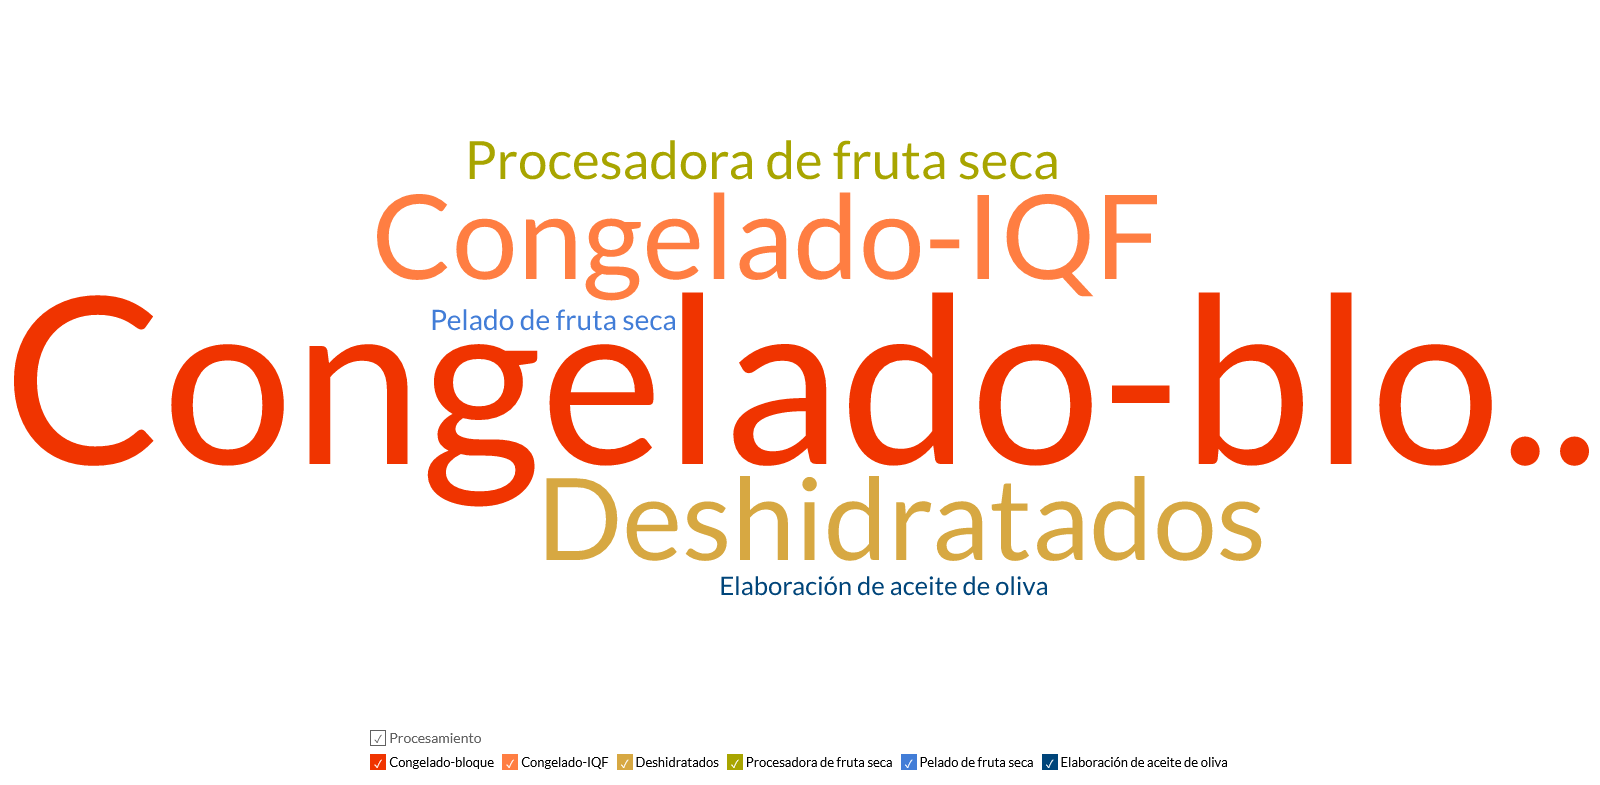 Procesadora de fruta seca
Congelado-IQF
Pelado de fruta seca
Congelado-blo..
Deshidratados
Elaboración de aceite de oliva
Procesamiento
Congelado-bloque Congelado-IQF Deshidratados Procesadora de fruta seca Pelado de fruta seca Elaboración de aceite de oliva